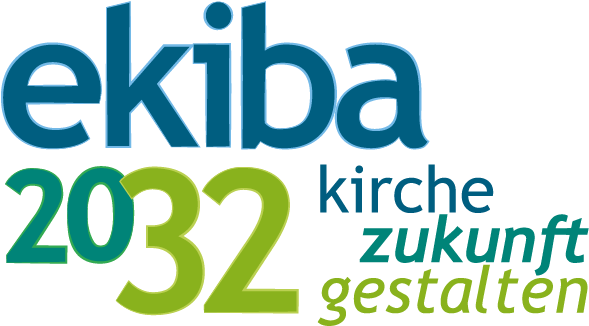 ekiba
2032 kirche
zukunft
gestalten